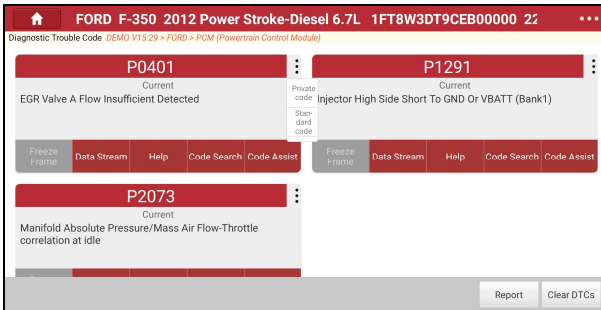 FORD F-350 2012 Power Stroke-Diesel 6.7L 1FT8W3DT9CEB00000 22
Diagnostic Trouble Code DEMO V15.29 > FORD > PCM (Powertrain Control Module)
P0401
Current
EGR Valve A Flow Insufficient Detected
Freeze
Frame
Data Stream Help Code Search Code Assist
Private
code
Stan-
dard
code
P1291
Current
Injector High Side Short To GND Or VBATT (Bank1)
Freeze
Frame
Data Stream Help Code Search Code Assist
P2073
Current
Manifold Absolute Pressure/Mass Air Flow-Throttle
correlation at idle
Report Clear DTCs